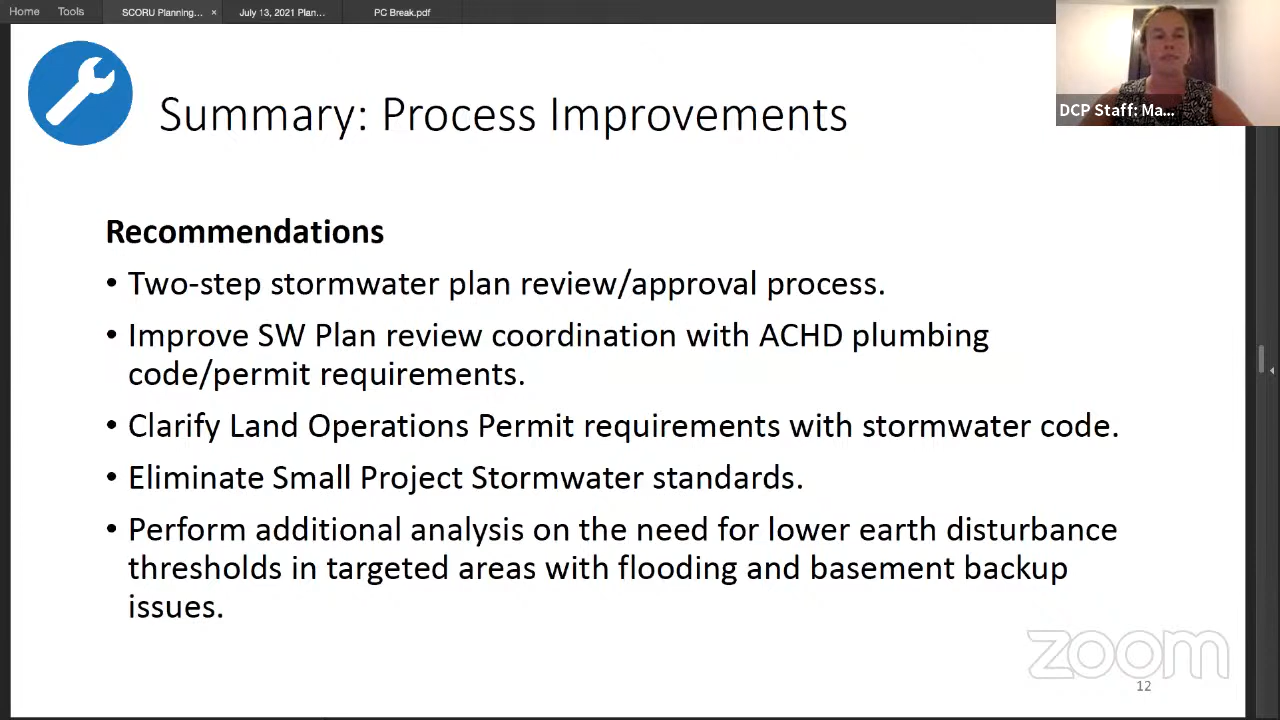 Home Tools SCORU Planning... × July 13, 2021 Plan... PC Break.pdf
DCP Staff: Ma...
Summary: Process Improvements
Recommendations
• Two-step stormwater plan review/approval process.
• Improve SW Plan review coordination with ACHD plumbing
code/permit requirements.
• Clarify Land Operations Permit requirements with stormwater code.
• Eliminate Small Project Stormwater standards.
• Perform additional analysis on the need for lower earth disturbance
thresholds in targeted areas with flooding and basement backup
issues.
zoom
12